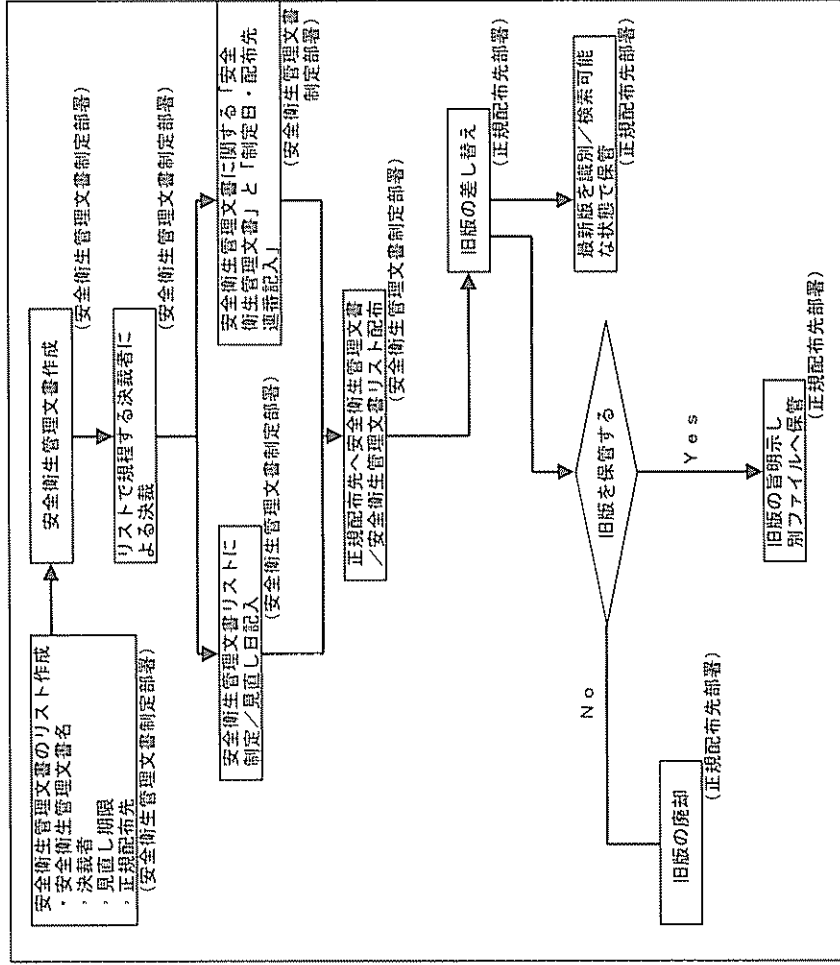 安全衛生管理文書のリスト作成
・安全衛生管理文書名
・決裁者
・見直し期限
・正規配布先
(安全衛生管理文書制定部署)
安全衛生管理文書作成
(安全衛生管理文書制定部署)
リストで規程する決裁者に
よる決裁
(安全衛生管理文書制定部署)
安全衛生管理文書リストに
制定/見直し日記入
(安全衛生管理文書制定部署)
安全衛生管理文書に関する「安全
衛生管理文書」と「制定日・配布先
連番記入」
(安全衛生管理文書
制定部署)
正規配布先へ安全衛生管理文書
/安全衛生管理文書リスト配布
(安全衛生管理文書制定部署)
旧版の差し替え
(正規配布先部署)
最新版を識別/検索可能
な状態で保管
(正規配布先部署)
旧版を保管する
No
Yes
旧版の廃却
(正規配布先部署)
旧版の旨明示し
別ファイルへ保管
(正規配布先部署)